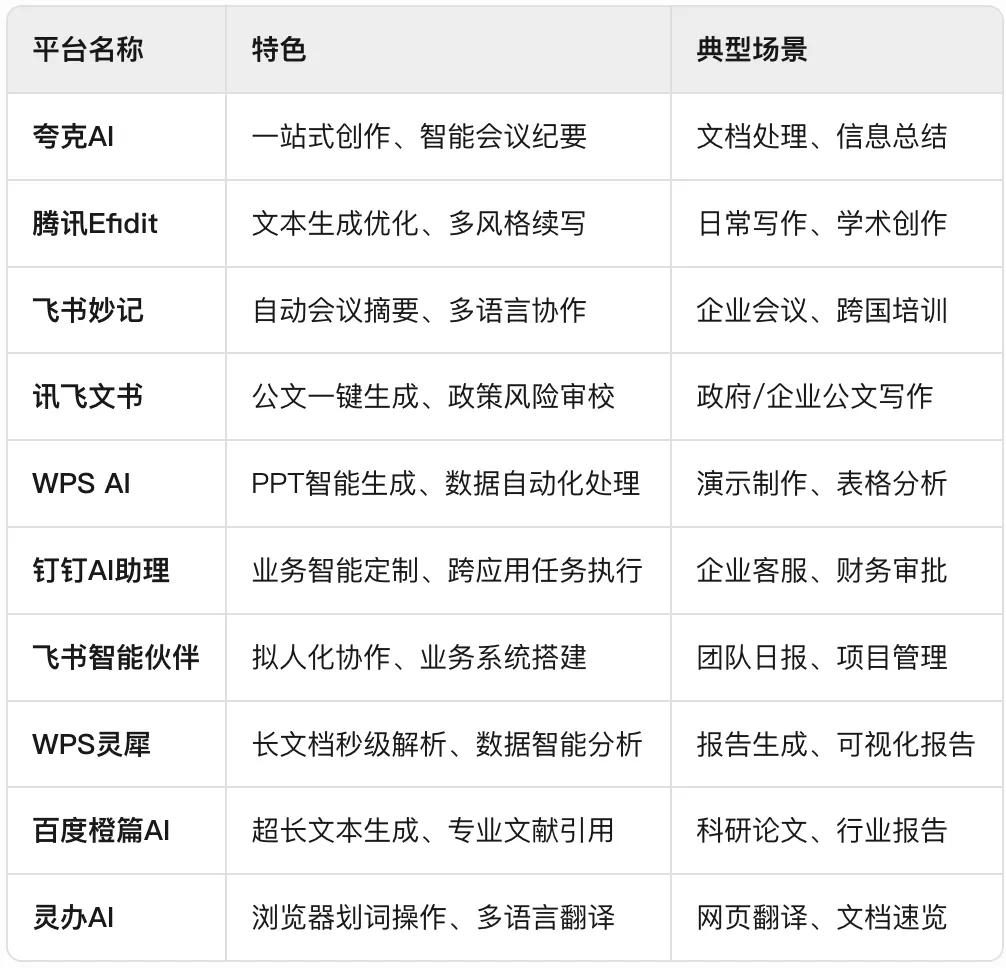 平台名称 特色 典型场景
夸克AI 一站式创作、智能会议纪要 文档处理、信息总结
腾讯Effidit 文本生成优化、多风格续写 日常写作、学术创作
飞书妙记 自动会议摘要、多语言协作 企业会议、跨国培训
讯飞文书 公文一键生成、政策风险审校 政府/企业公文写作
WPS AI PPT智能生成、数据自动化处理 演示制作、表格分析
钉钉AI助理 业务智能定制、跨应用任务执行 企业客服、财务审批
飞书智能伙伴 拟人化协作、业务系统搭建 团队日报、项目管理
WPS灵犀 长文档秒级解析、数据智能分析 报告生成、可视化报告
百度橙篇AI 超长文本生成、专业文献引用 科研论文、行业报告
灵办AI 浏览器划词操作、多语言翻译 网页翻译、文档速览